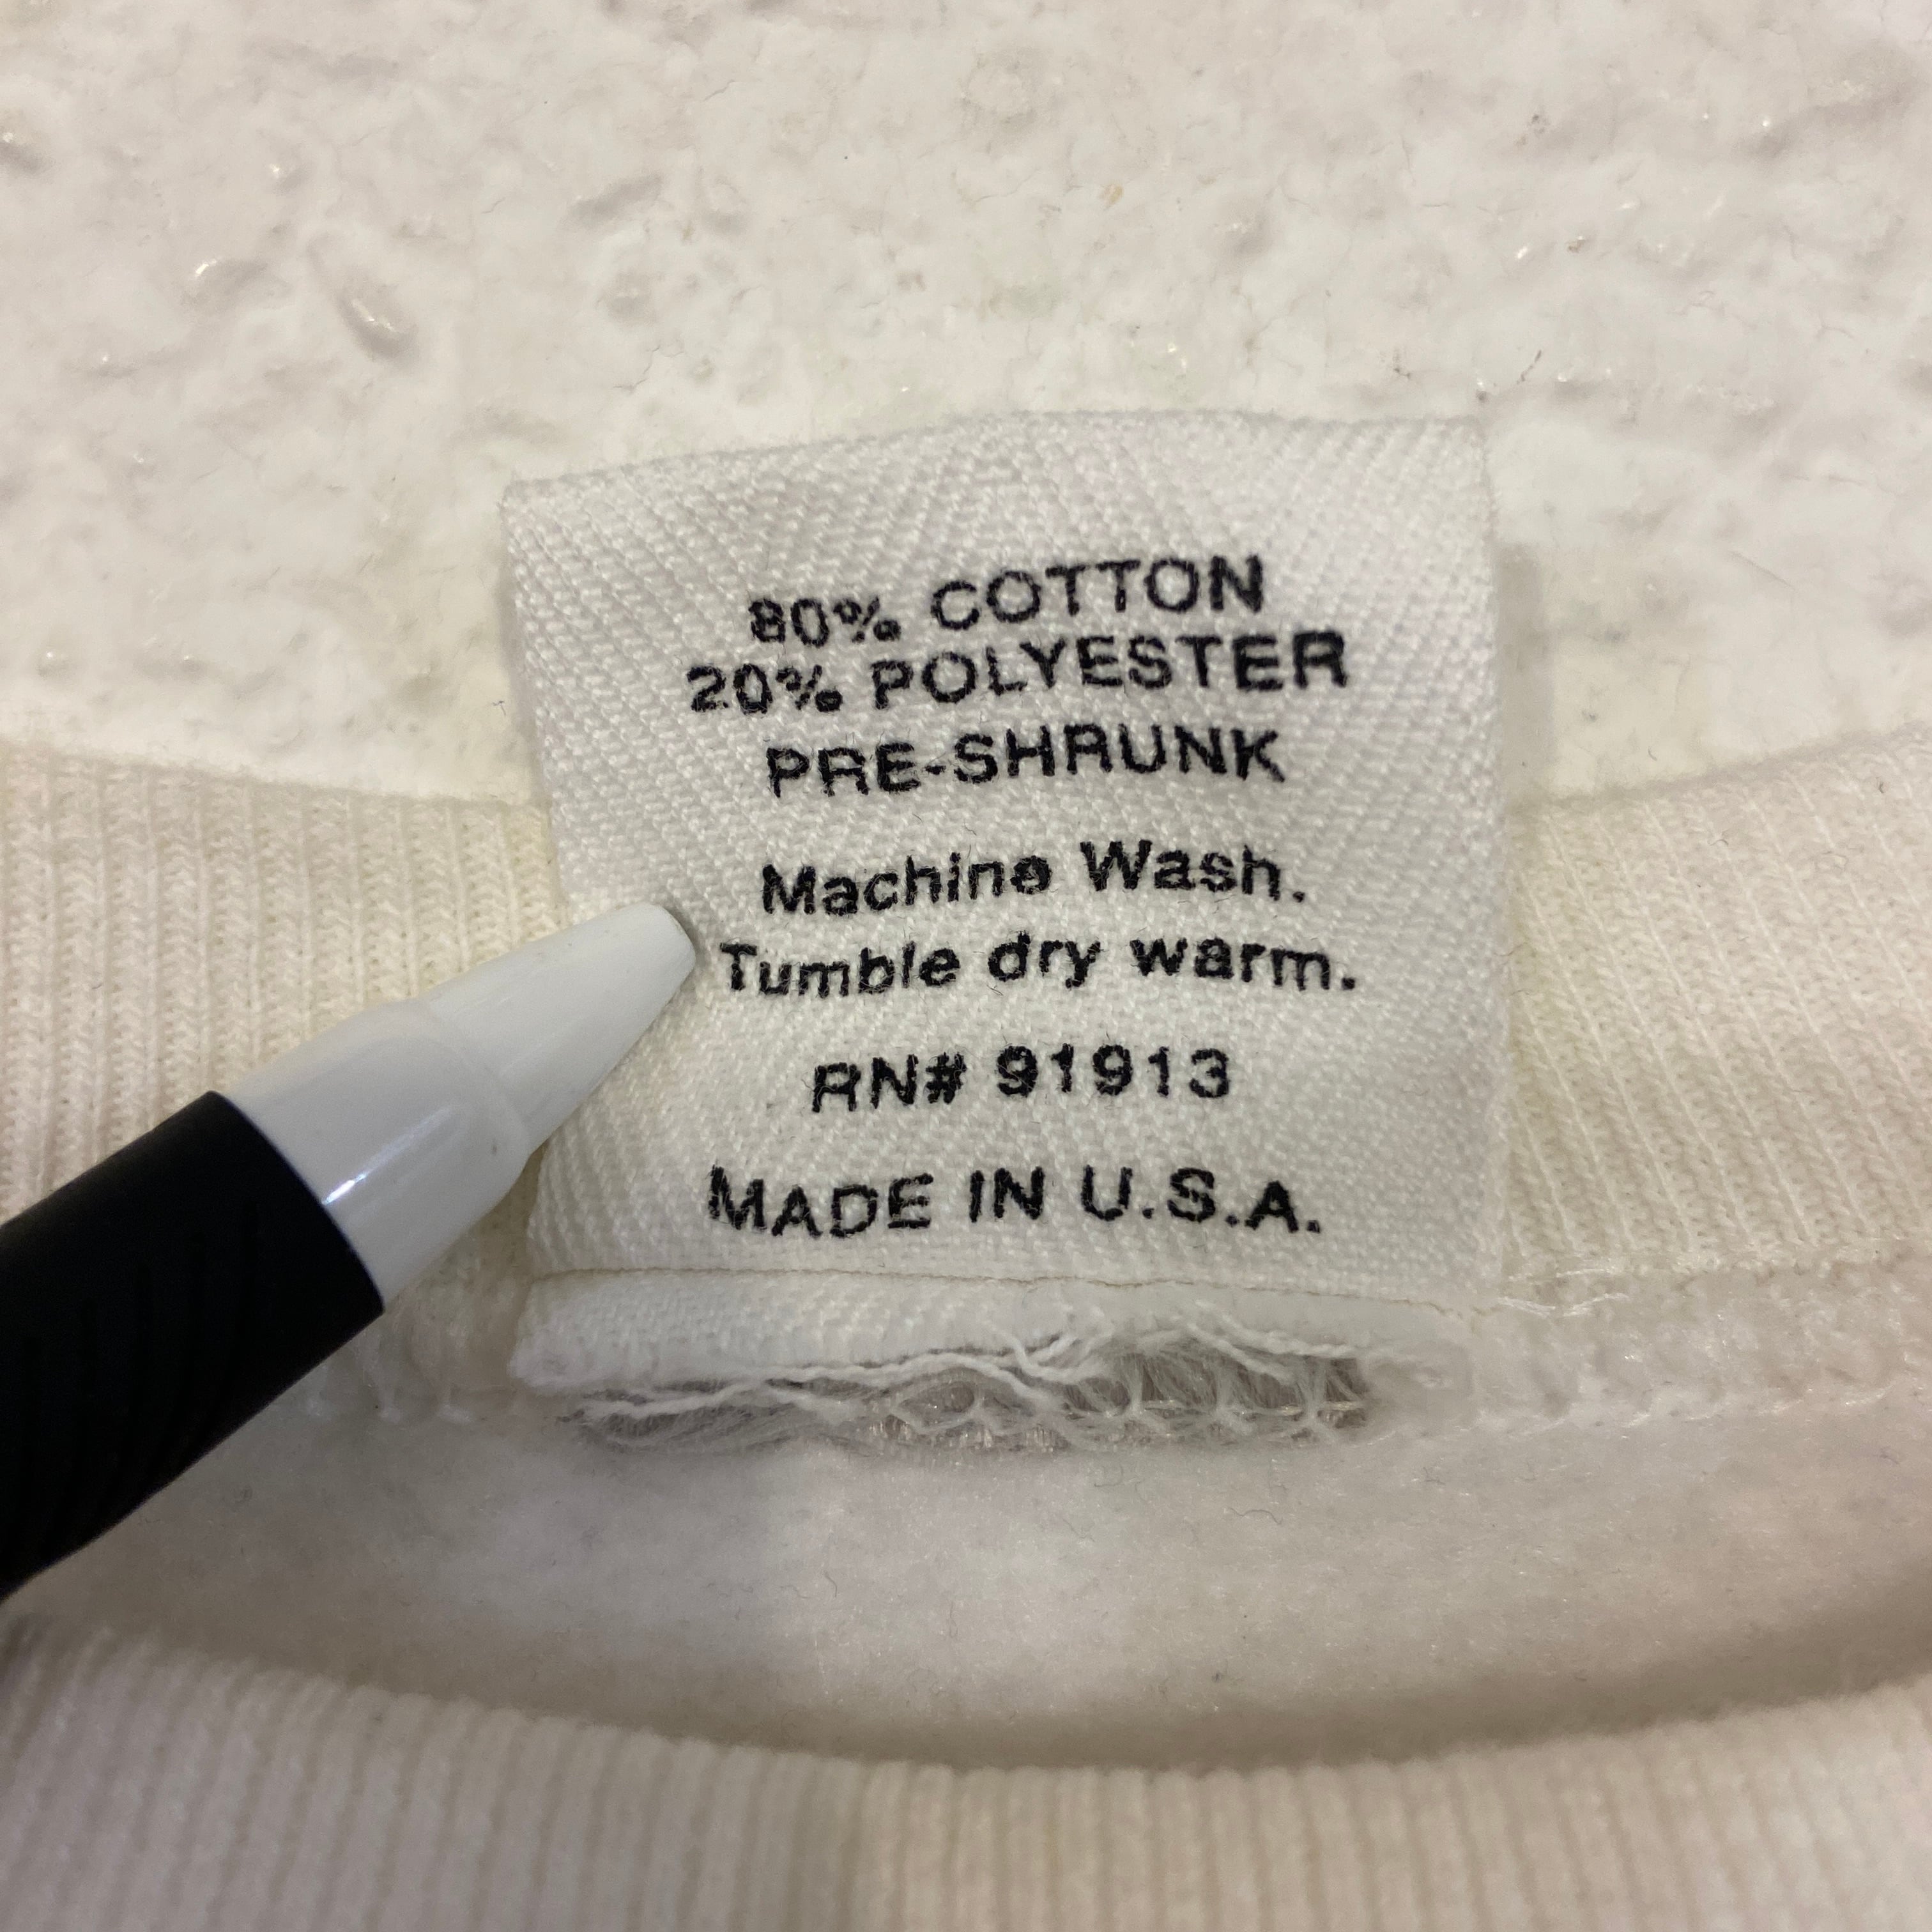 80% COTTON
20% POLYESTER
PRE-SHRUNK
Machine Wash.
Tumble dry warm.
RN# 91913
MADE IN U.S.A.